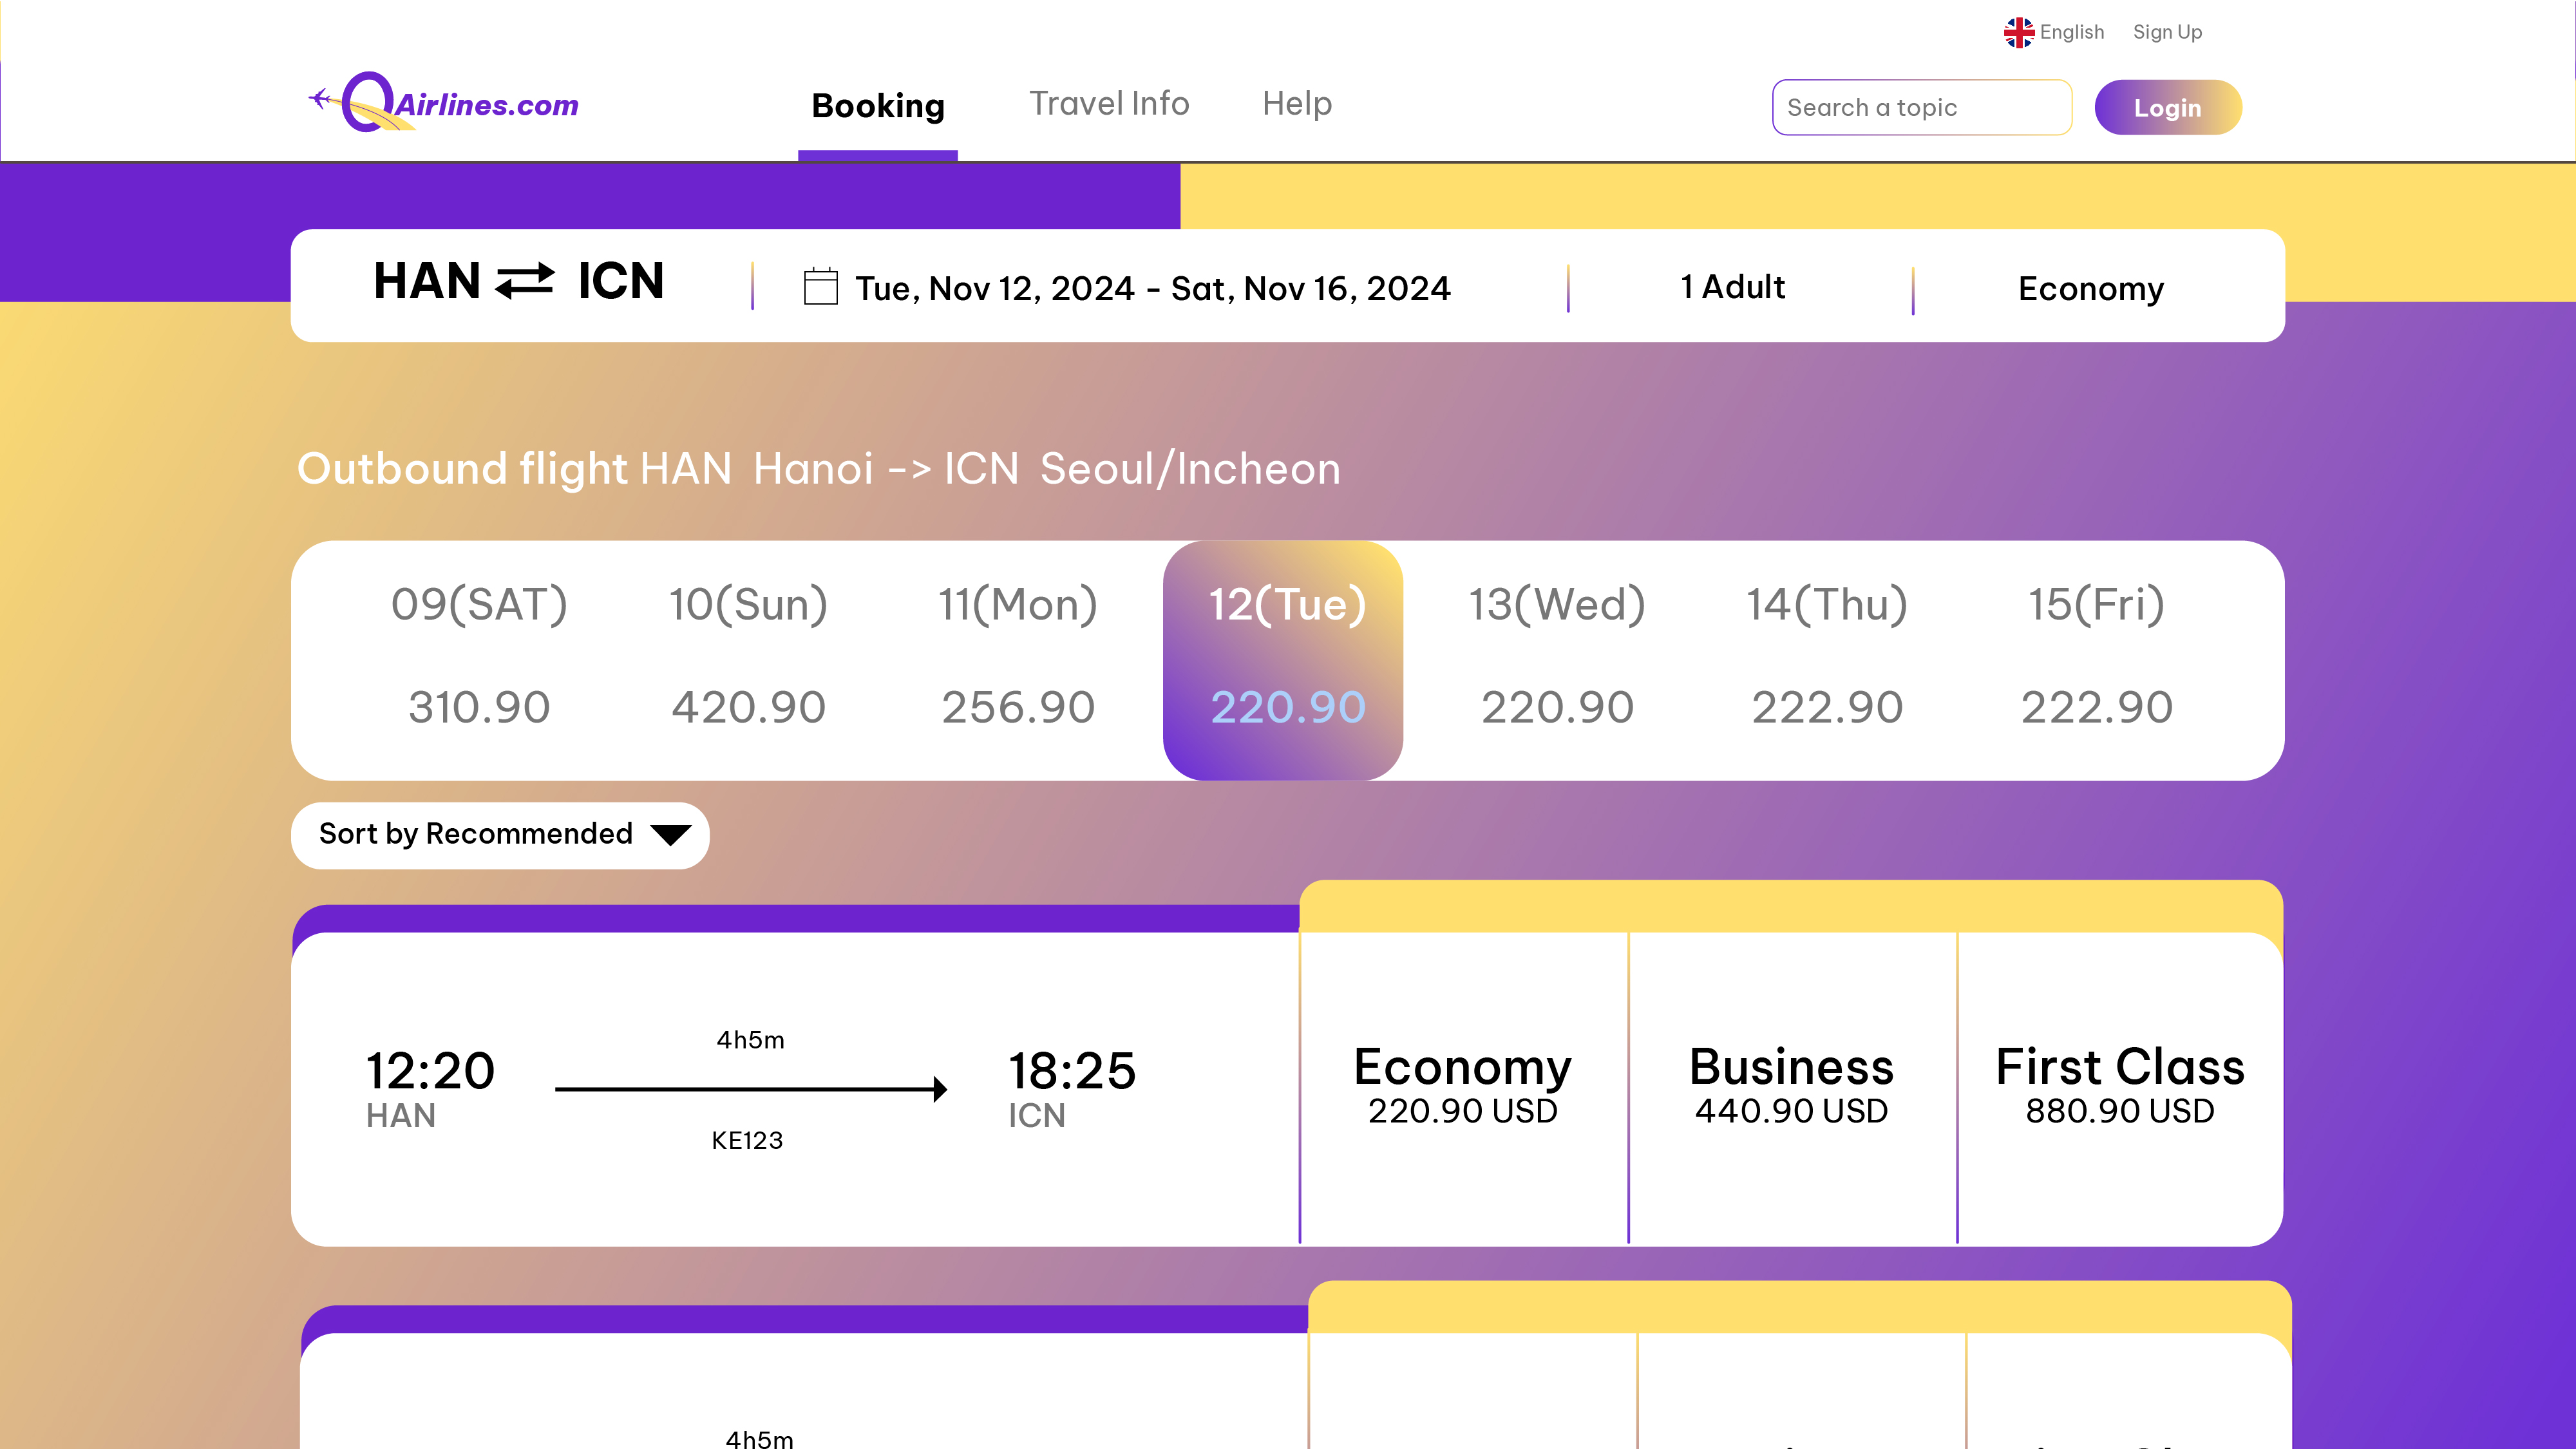 English Sign Up
QAirlines.com Booking Travel Info Help Search a topic Login
HAN ICN Tue, Nov 12, 2024 - Sat, Nov 16, 2024 1 Adult Economy
Outbound flight HAN Hanoi -> ICN Seoul/Incheon
09(SAT) 10(Sun) 11(Mon) 12(Tue) 13(Wed) 14(Thu) 15(Fri)
310.90 420.90 256.90 220.90 220.90 222.90 222.90
Sort by Recommended
4h5m
12:20 18:25 Economy Business First Class
HAN ICN 220.90 USD 440.90 USD 880.90 USD
KE123
4h5m